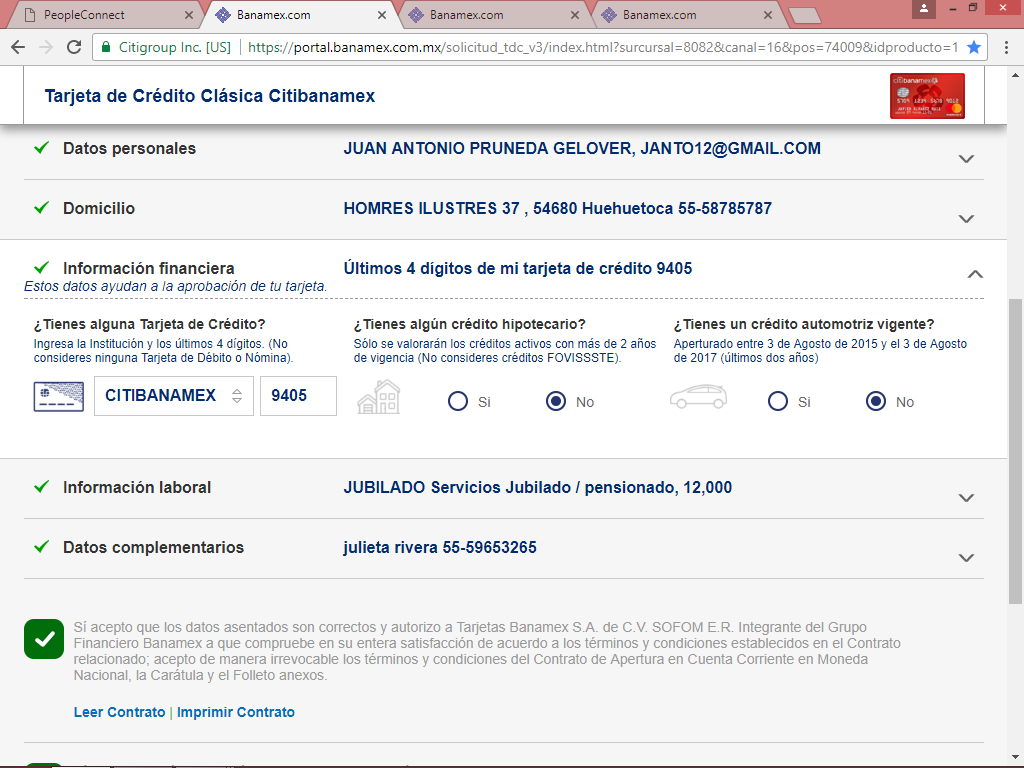 PeopleConnect
Banamex.com
Banamex.com
Banamex.com
Citigroup Inc. [US]
https://portal.banamex.com.mx/solicitud_tdc_v3/index.html?sursural=8082&canal=16&pos=74009&idproducto=1
Tarjeta de Crédito Clásica Citibanamex
citibanamex
Datos personales JUAN ANTONIO PRUNEDA GELOVER, JANTO12@GMAIL.COM
Domicilio HOMRES ILUSTRES 37 , 54680 Huehuetoca 55-58785787
Información financiera Últimos 4 dígitos de mi tarjeta de crédito 9405
Estos datos ayudan a la aprobación de tu tarjeta.
¿Tienes alguna Tarjeta de Crédito?
Ingresa la Institución y los últimos 4 dígitos. (No
consideres ninguna Tarjeta de Débito o Nómina).
CITIBANAMEX 9405
¿Tienes algún crédito hipotecario?
Sólo se valorarán los créditos activos con más de 2 años
de vigencia (No consideres créditos FOVISSSTE).
Si No
¿Tienes un crédito automotriz vigente?
Aperturado entre 3 de Agosto de 2015 y el 3 de Agosto
de 2017 (últimos dos años)
Si No
Información laboral JUBILADO Servicios Jubilado / pensionado, 12,000
Datos complementarios julieta rivera 55-59653265
Sí acepto que los datos asentados son correctos y autorizo a Tarjetas Banamex S.A. de C.V. SOFOM E.R. Integrante del Grupo
Financiero Banamex a que compruebe en su entera satisfacción de acuerdo a los términos y condiciones establecidos en el Contrato
relacionado; acepto de manera irrevocable los términos y condiciones del Contrato de Apertura en Cuenta Corriente en Moneda
Nacional, la Carátula y el Folleto anexos.
Leer Contrato | Imprimir Contrato